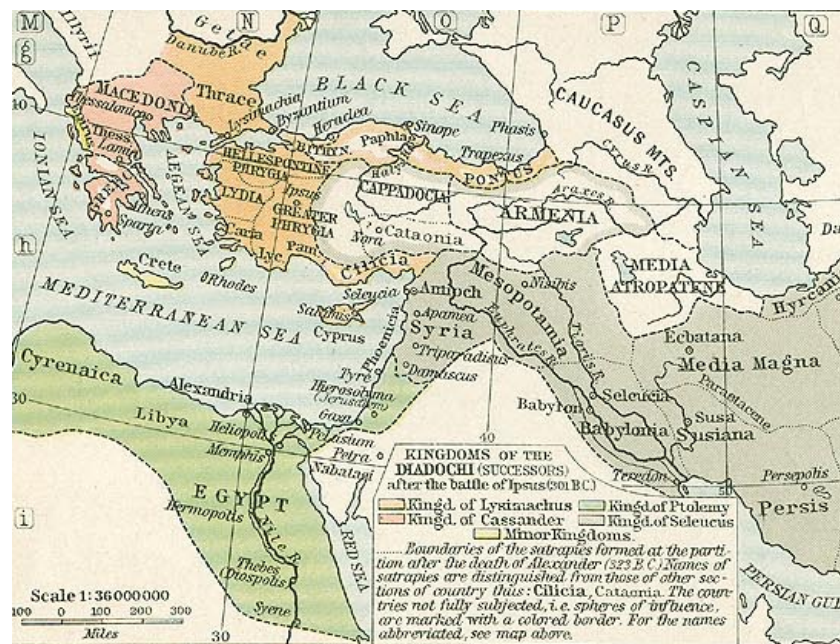 M
N
O
P
Q
g
h
i
40
30
40
50
30
Illyrii
Getae
Danube R.
Thrace
MACEDONIA
Thessalonica
Lysimachia
Byzantium
Heraclea
BLACK SEA
Sinope
Phasis
CAUCASUS MTS.
Cyrus R.
CASPIAN SEA
IONIAN SEA
Thess.
Lamia
GREECE
Athens
Sparta
AEGEAN SEA
HELLESPONTINE
PHRYGIA
BITHYN.
Paphlag.
Halys R.
Trapezus
PONTUS
LYDIA
Ipsus
GREATER
PHRYGIA
CAPPADOCIA
Araxes R.
ARMENIA
Nora
Cataonia
Caria
Lyc.
Pam.
Cilicia
MEDIA
ATROPATENE
Hyrcani
Crete
Rhodes
MEDITERRANEAN SEA
Seleucia
Antioch
Mesopotamia
Nisibis
Salamis
Cyprus
Apamea
Syria
Euphrates R.
Tigris R.
Ecbatana
Media Magna
Phoenicia
Triparadisus
Damascus
Paraetacene
Cyrenaica
Alexandria
Tyre
Hierosolyma
(Jerusalem)
Gaza
Seleucia
Babylon
Babylonia
Susa
Susiana
Libya
Heliopolis
Memphis
Pelusium
Petra
Nabataei
Teredon
Persepolis
Persis
EGYPT
Hermopolis
Nile R.
Thebes
(Diospolis)
Syene
RED SEA
PERSIAN GU
KINGDOMS OF THE
DIADOCHI (SUCCESSORS)
after the battle of Ipsus (301 B.C.)
Kingd. of Lysimachus
Kingd. of Ptolemy
Kingd. of Cassander
Kingd. of Seleucus
Minor Kingdoms.
........Boundaries of the satrapies formed at the parti-
tion after the death of Alexander (323 B.C.) Names of
satrapies are distinguished from those of other sec-
tions of country thus: Cilicia, Cataonia. The coun-
tries not fully subjected, i.e. spheres of influence,
are marked with a colored border. For the names
abbreviated, see map above.
Scale 1:36000000
100 0 100 200 300
Miles